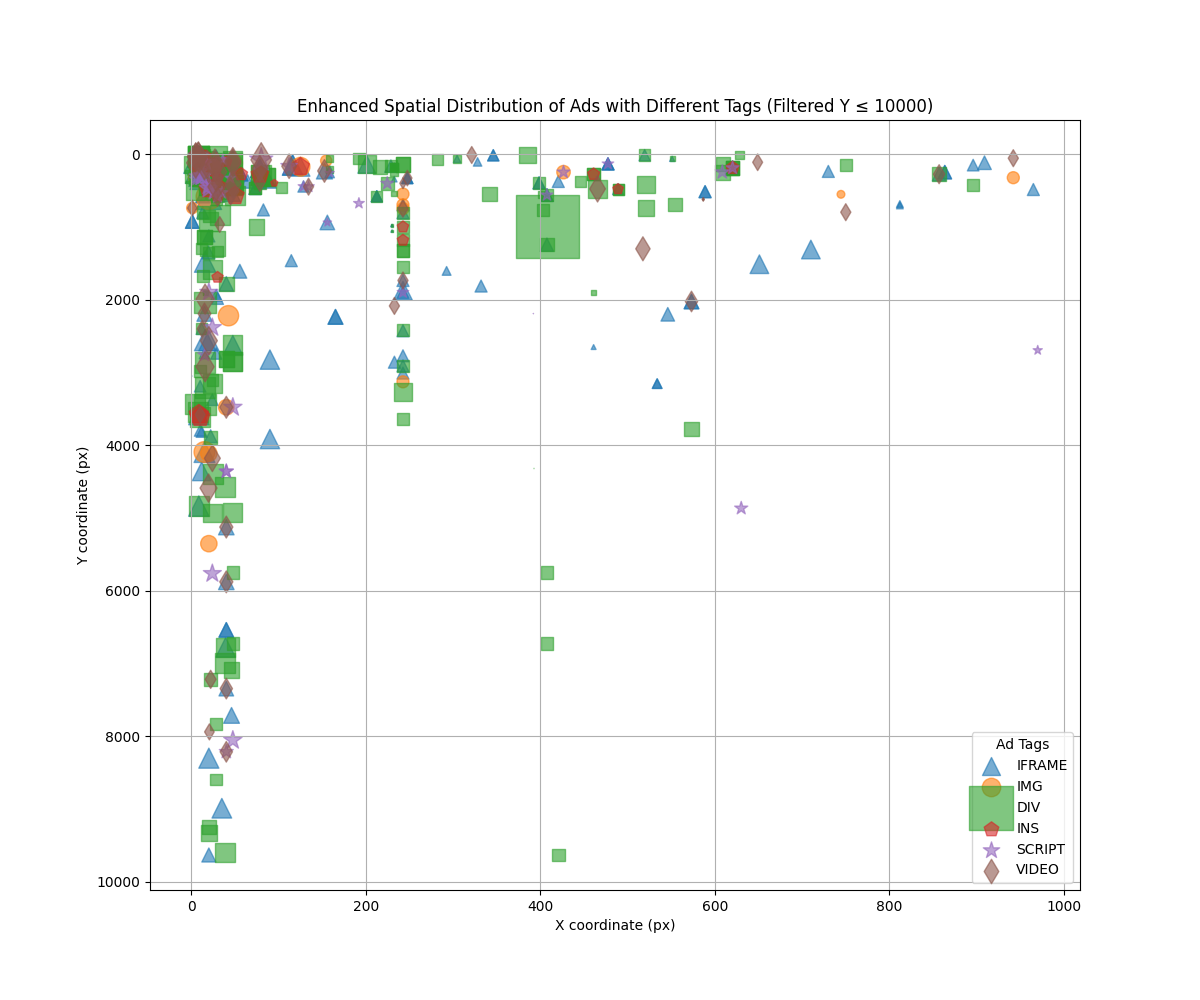 Enhanced Spatial Distribution of Ads with Different Tags (Filtered Y ≤ 10000)
0
2000
4000
6000
8000
10000
Y coordinate (px)
0
200
400
600
800
1000
X coordinate (px)
Ad Tags
IFRAME
IMG
DIV
INS
SCRIPT
VIDEO